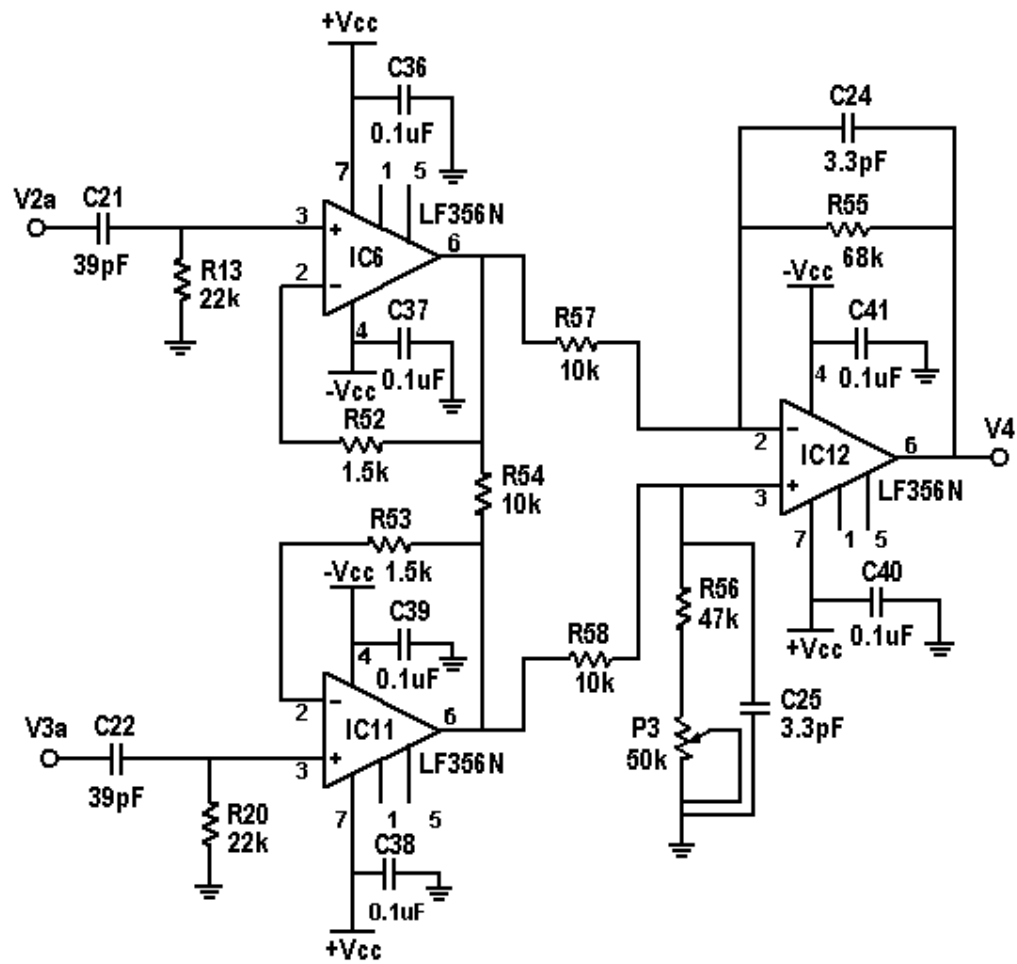 +Vcc
C36
0.1uF
7
1
5
V2a
C21
39pF
3
+
LF356N
6
IC6
R13
22k
2
−
4
C37
0.1uF
-Vcc
R52
1.5k
R54
10k
R53
1.5k
-Vcc
C39
4
0.1uF
V3a
C22
39pF
2
−
IC11
6
3
+
LF356N
R20
22k
7
1
5
C38
0.1uF
+Vcc
R57
10k
R58
10k
C24
3.3pF
R55
68k
-Vcc
C41
4
0.1uF
2
−
IC12
6
V4
3
+
LF356N
7
1
5
C40
0.1uF
+Vcc
R56
47k
P3
50k
C25
3.3pF